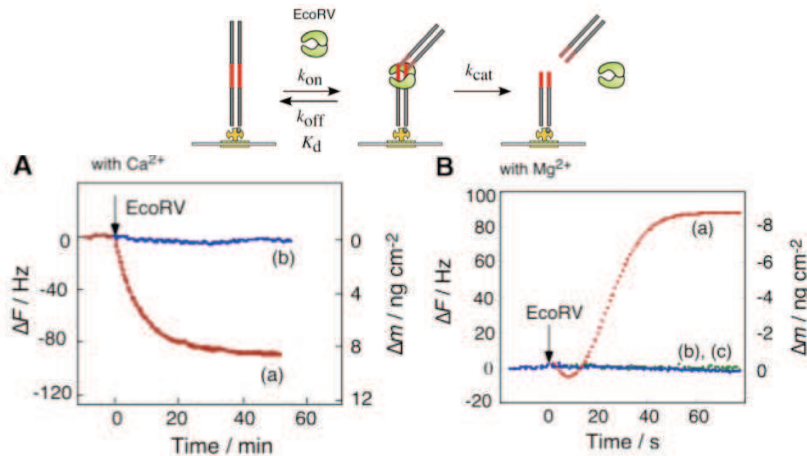 EcoRV
kon
kcat
koff
Kd
A with Ca2+
EcoRV
(b)
(a)
0
-40
-80
-120
ΔF / Hz
0
4
8
12
Δm / ng cm-2
0 20 40 60
Time / min
B with Mg2+
(a)
EcoRV
(b), (c)
100
80
60
40
20
0
-20
ΔF / Hz
-8
-6
-4
-0
0
Δm / ng cm-2
0 20 40 60
Time / s